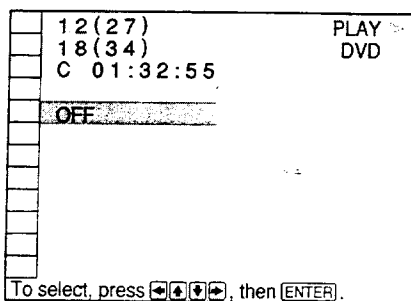 12(27) PLAY
18(34) DVD
C 01:32:55
OFF
To select, press ←↑↓→, then ENTER.